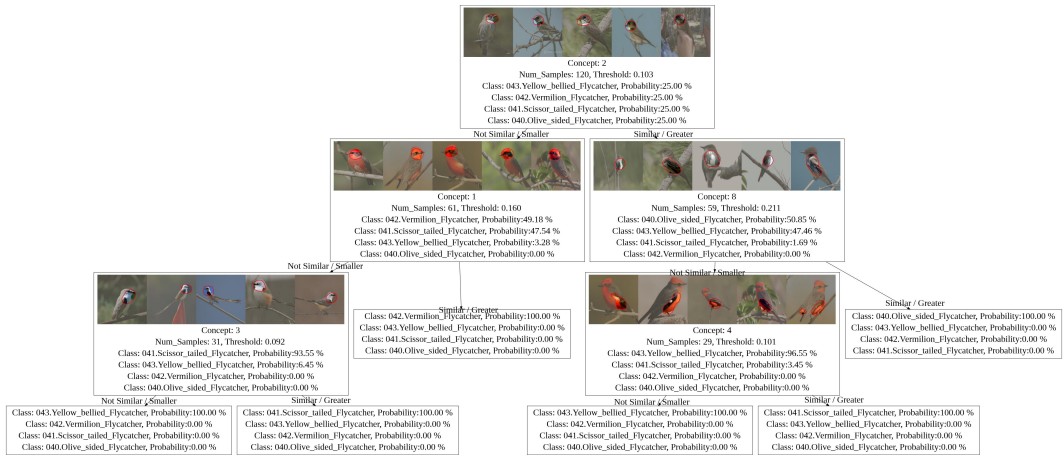 Concept: 2
Num_Samples: 120, Threshold: 0.103
Class: 043.Yellow_bellied_Flycatcher, Probability:25.00 %
Class: 042.Vermilion_Flycatcher, Probability:25.00 %
Class: 041.Scissor_tailed_Flycatcher, Probability:25.00 %
Class: 040.Olive_sided_Flycatcher, Probability:25.00 %
Not Similar / Smaller
Similar / Greater
Concept: 1
Num_Samples: 61, Threshold: 0.160
Class: 042.Vermilion_Flycatcher, Probability:49.18 %
Class: 041.Scissor_tailed_Flycatcher, Probability:47.54 %
Class: 043.Yellow_bellied_Flycatcher, Probability:3.28 %
Class: 040.Olive_sided_Flycatcher, Probability:0.00 %
Concept: 8
Num_Samples: 59, Threshold: 0.211
Class: 040.Olive_sided_Flycatcher, Probability:50.85 %
Class: 043.Yellow_bellied_Flycatcher, Probability:47.46 %
Class: 041.Scissor_tailed_Flycatcher, Probability:1.69 %
Class: 042.Vermilion_Flycatcher, Probability:0.00 %
Not Similar / Smaller
Similar / Greater
Not Similar / Smaller
Similar / Greater
Concept: 3
Num_Samples: 31, Threshold: 0.092
Class: 041.Scissor_tailed_Flycatcher, Probability:93.55 %
Class: 043.Yellow_bellied_Flycatcher, Probability:6.45 %
Class: 042.Vermilion_Flycatcher, Probability:0.00 %
Class: 040.Olive_sided_Flycatcher, Probability:0.00 %
Class: 042.Vermilion_Flycatcher, Probability:100.00 %
Class: 043.Yellow_bellied_Flycatcher, Probability:0.00 %
Class: 041.Scissor_tailed_Flycatcher, Probability:0.00 %
Class: 040.Olive_sided_Flycatcher, Probability:0.00 %
Concept: 4
Num_Samples: 29, Threshold: 0.101
Class: 043.Yellow_bellied_Flycatcher, Probability:96.55 %
Class: 041.Scissor_tailed_Flycatcher, Probability:3.45 %
Class: 042.Vermilion_Flycatcher, Probability:0.00 %
Class: 040.Olive_sided_Flycatcher, Probability:0.00 %
Class: 040.Olive_sided_Flycatcher, Probability:100.00 %
Class: 043.Yellow_bellied_Flycatcher, Probability:0.00 %
Class: 042.Vermilion_Flycatcher, Probability:0.00 %
Class: 041.Scissor_tailed_Flycatcher, Probability:0.00 %
Not Similar / Smaller
Similar / Greater
Not Similar / Smaller
Similar / Greater
Class: 043.Yellow_bellied_Flycatcher, Probability:100.00 %
Class: 042.Vermilion_Flycatcher, Probability:0.00 %
Class: 041.Scissor_tailed_Flycatcher, Probability:0.00 %
Class: 040.Olive_sided_Flycatcher, Probability:0.00 %
Class: 041.Scissor_tailed_Flycatcher, Probability:100.00 %
Class: 043.Yellow_bellied_Flycatcher, Probability:0.00 %
Class: 042.Vermilion_Flycatcher, Probability:0.00 %
Class: 040.Olive_sided_Flycatcher, Probability:0.00 %
Class: 043.Yellow_bellied_Flycatcher, Probability:100.00 %
Class: 042.Vermilion_Flycatcher, Probability:0.00 %
Class: 041.Scissor_tailed_Flycatcher, Probability:0.00 %
Class: 040.Olive_sided_Flycatcher, Probability:0.00 %
Class: 041.Scissor_tailed_Flycatcher, Probability:100.00 %
Class: 043.Yellow_bellied_Flycatcher, Probability:0.00 %
Class: 042.Vermilion_Flycatcher, Probability:0.00 %
Class: 040.Olive_sided_Flycatcher, Probability:0.00 %